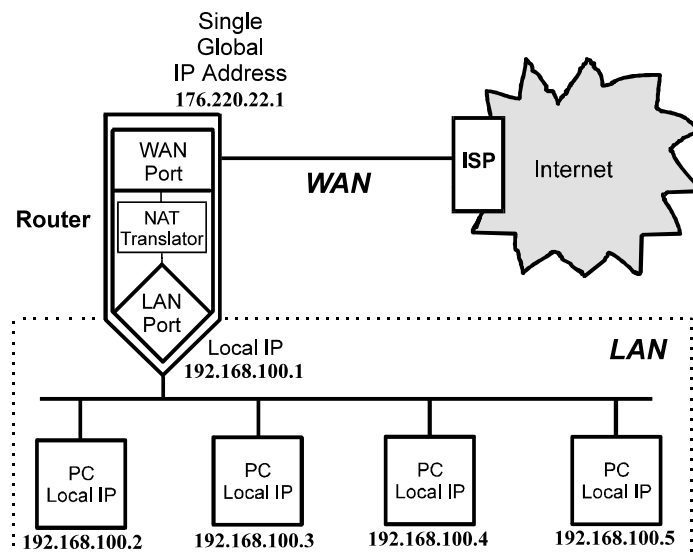 Single
Global
IP Address
176.220.22.1
WAN
Port
NAT
Translator
LAN
Port
Router
WAN
ISP
Internet
Local IP
192.168.100.1
LAN
PC
Local IP
192.168.100.2
PC
Local IP
192.168.100.3
PC
Local IP
192.168.100.4
PC
Local IP
192.168.100.5